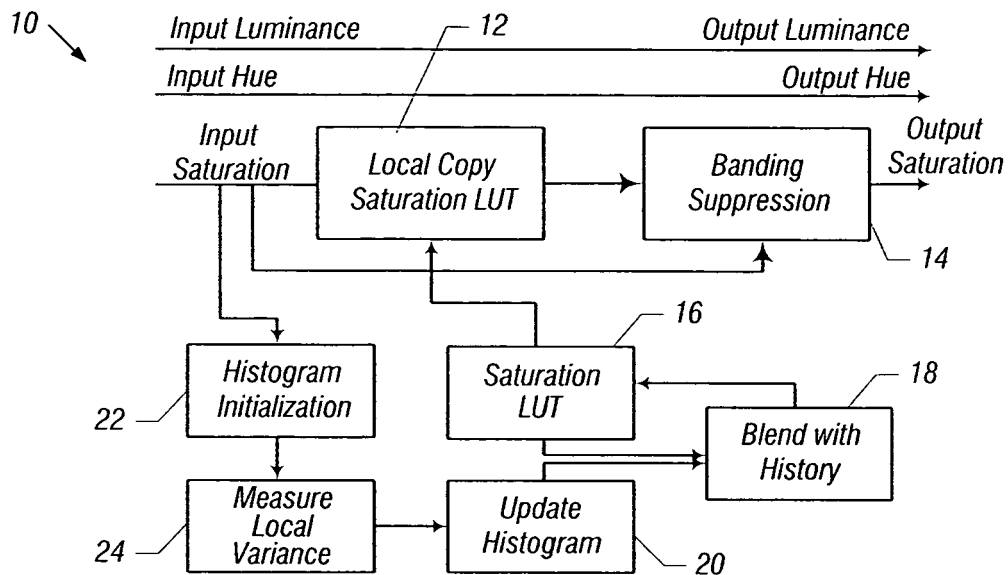 10
Input Luminance
12
Output Luminance
Input Hue
Output Hue
Input
Saturation
Local Copy
Saturation LUT
Banding
Suppression
Output
Saturation
14
16
Histogram
Initialization
22
Saturation
LUT
18
Blend with
History
Measure
Local
Variance
24
Update
Histogram
20